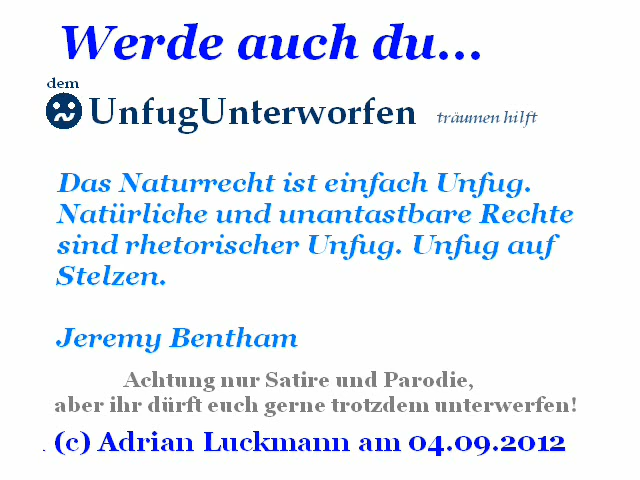 Werde auch du...
dem
UnfugUnterworfen träumen hilft
Das Naturrecht ist einfach Unfug.
Natürliche und unantastbare Rechte
sind rhetorischer Unfug. Unfug auf
Stelzen.
Jeremy Bentham
Achtung nur Satire und Parodie,
aber ihr dürft euch gerne trotzdem unterwerfen!
. (c) Adrian Luckmann am 04.09.2012